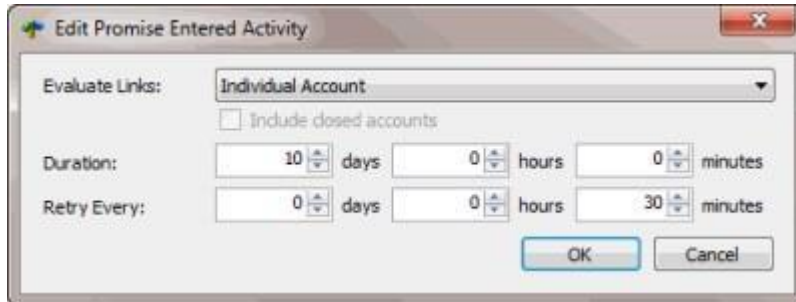 Edit Promise Entered Activity
Evaluate Links: Individual Account
Include closed accounts
Duration: 10 days 0 hours 0 minutes
Retry Every: 0 days 0 hours 30 minutes
OK Cancel